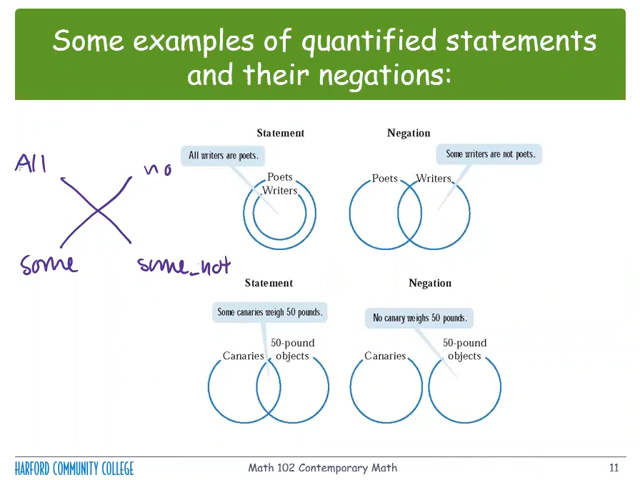 Some examples of quantified statements
and their negations:
Statement
Negation
All writers are poets.
Some writers are not poets.
All
no
Poets
Writers
Poets
Writers
Some
some_not
Statement
Negation
Some canaries weigh 50 pounds.
No canary weighs 50 pounds.
50-pound
objects
Canaries
50-pound
objects
Canaries
HARFORD COMMUNITY COLLEGE
Math 102 Contemporary Math
11